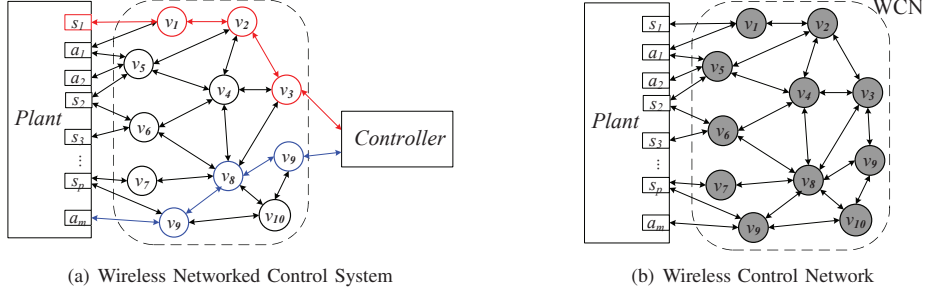 Plant
s1
a1
a2
s2
s3
⋮
sp
am
v1
v2
v5
v4
v3
v6
v9
v7
v8
v9
v10
Controller
(a) Wireless Networked Control System
WCN
Plant
s1
a1
a2
s2
s3
⋮
sp
am
v1
v2
v5
v4
v3
v6
v9
v7
v8
v9
v10
(b) Wireless Control Network